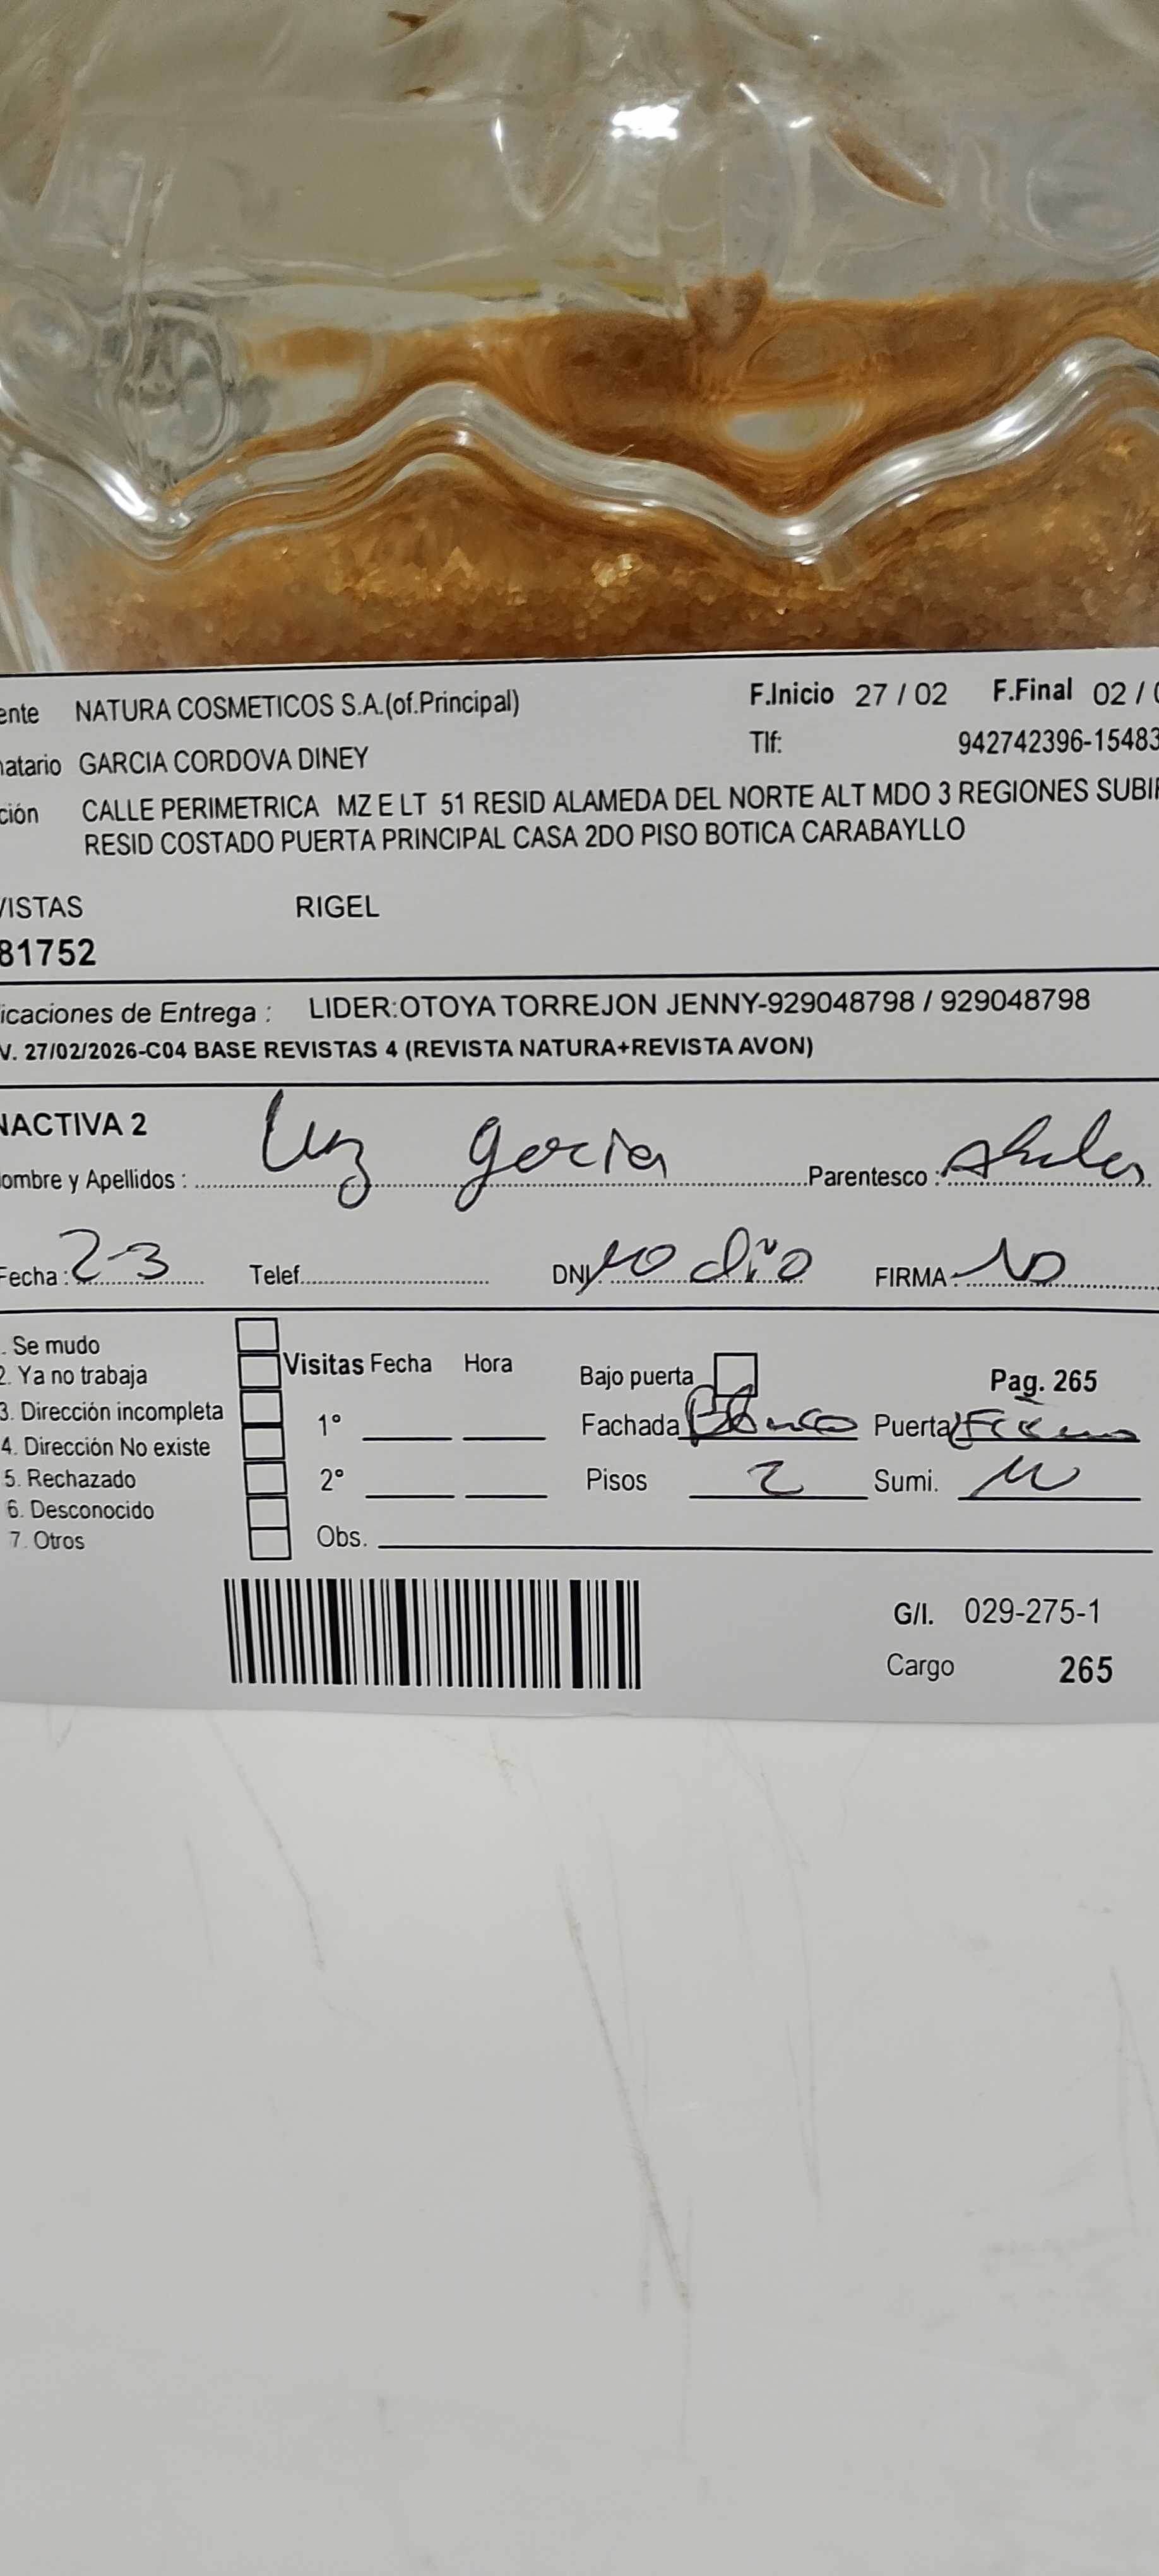 ente NATURA COSMETICOS S.A.(of.Principal) F.Inicio 27 / 02 F.Final 02 / 0
Tlf: 942742396-15483
natario GARCIA CORDOVA DINEY
ción CALLE PERIMETRICA MZ E LT 51 RESID ALAMEDA DEL NORTE ALT MDO 3 REGIONES SUBIR
RESID COSTADO PUERTA PRINCIPAL CASA 2DO PISO BOTICA CARABAYLLO
VISTAS RIGEL
81752
icaciones de Entrega : LIDER:OTOYA TORREJON JENNY-929048798 / 929048798
V. 27/02/2026-C04 BASE REVISTAS 4 (REVISTA NATURA+REVISTA AVON)
NACTIVA 2
ombre y Apellidos : Luz garcia Parentesco :
Fecha : 2-3 Telef. DNI no dio FIRMA : NO
. Se mudo
2. Ya no trabaja Visitas Fecha Hora Bajo puerta Pag. 265
3. Dirección incompleta 1° Fachada Blanco Puerta
4. Dirección No existe
5. Rechazado 2° Pisos 2 Sumi.
6. Desconocido
7. Otros Obs.
G/I. 029-275-1
Cargo 265